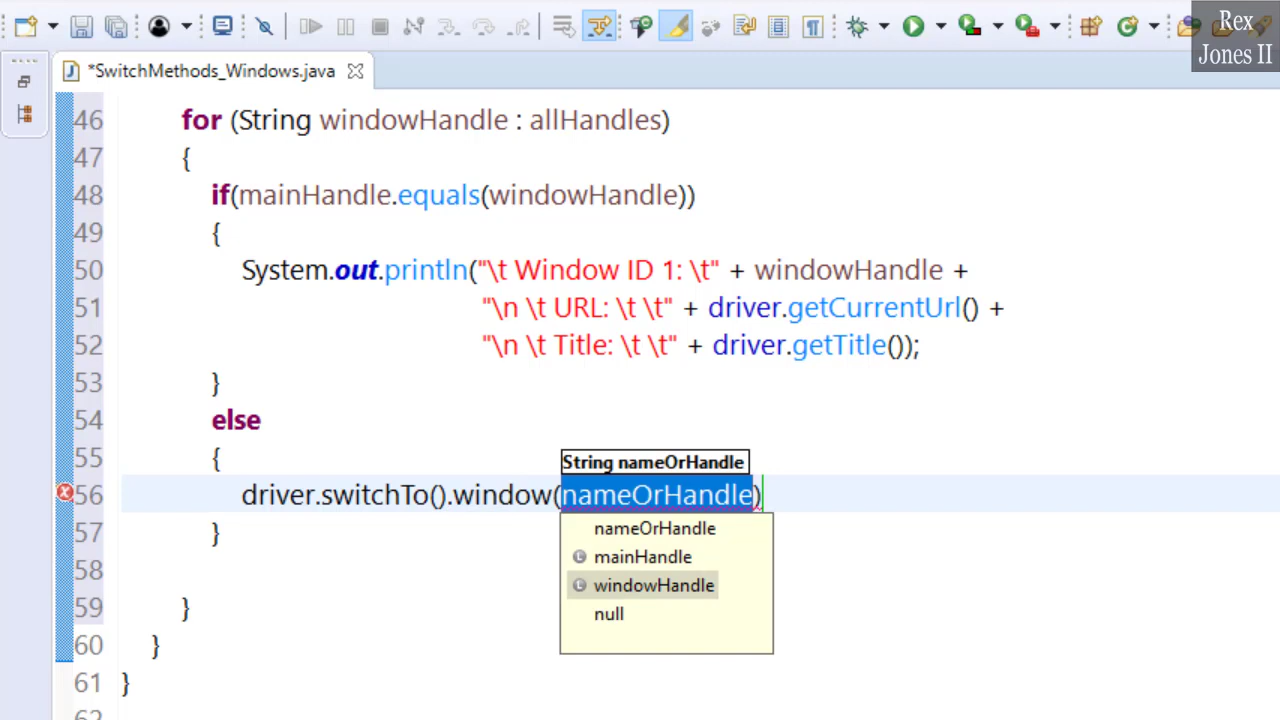 Rex
Jones II
*SwitchMethods_Windows.java
46 for (String windowHandle : allHandles)
47 {
48 if(mainHandle.equals(windowHandle))
49 {
50 System.out.println("\t Window ID 1: \t" + windowHandle +
51 "\n \t URL: \t \t" + driver.getCurrentUrl() +
52 "\n \t Title: \t \t" + driver.getTitle());
53 }
54 else
55 {
String nameOrHandle
56 driver.switchTo().window(nameOrHandle)
nameOrHandle
57 }
mainHandle
58
windowHandle
null
59 }
60 }
61 }
62